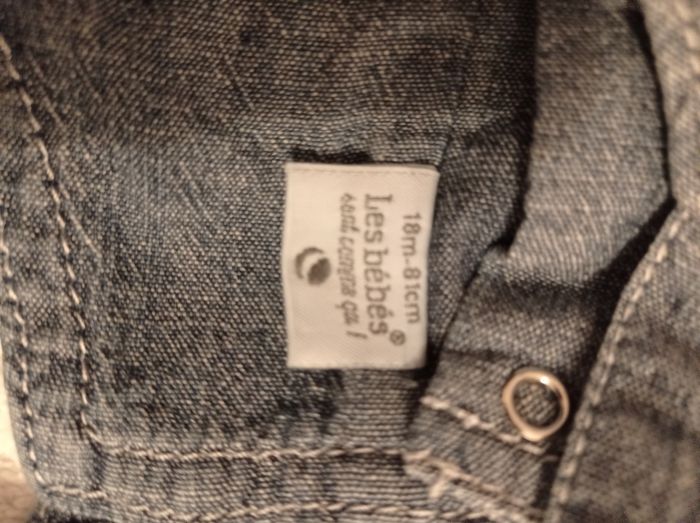 18m-81cm
Les bébés®
sont comme ça !